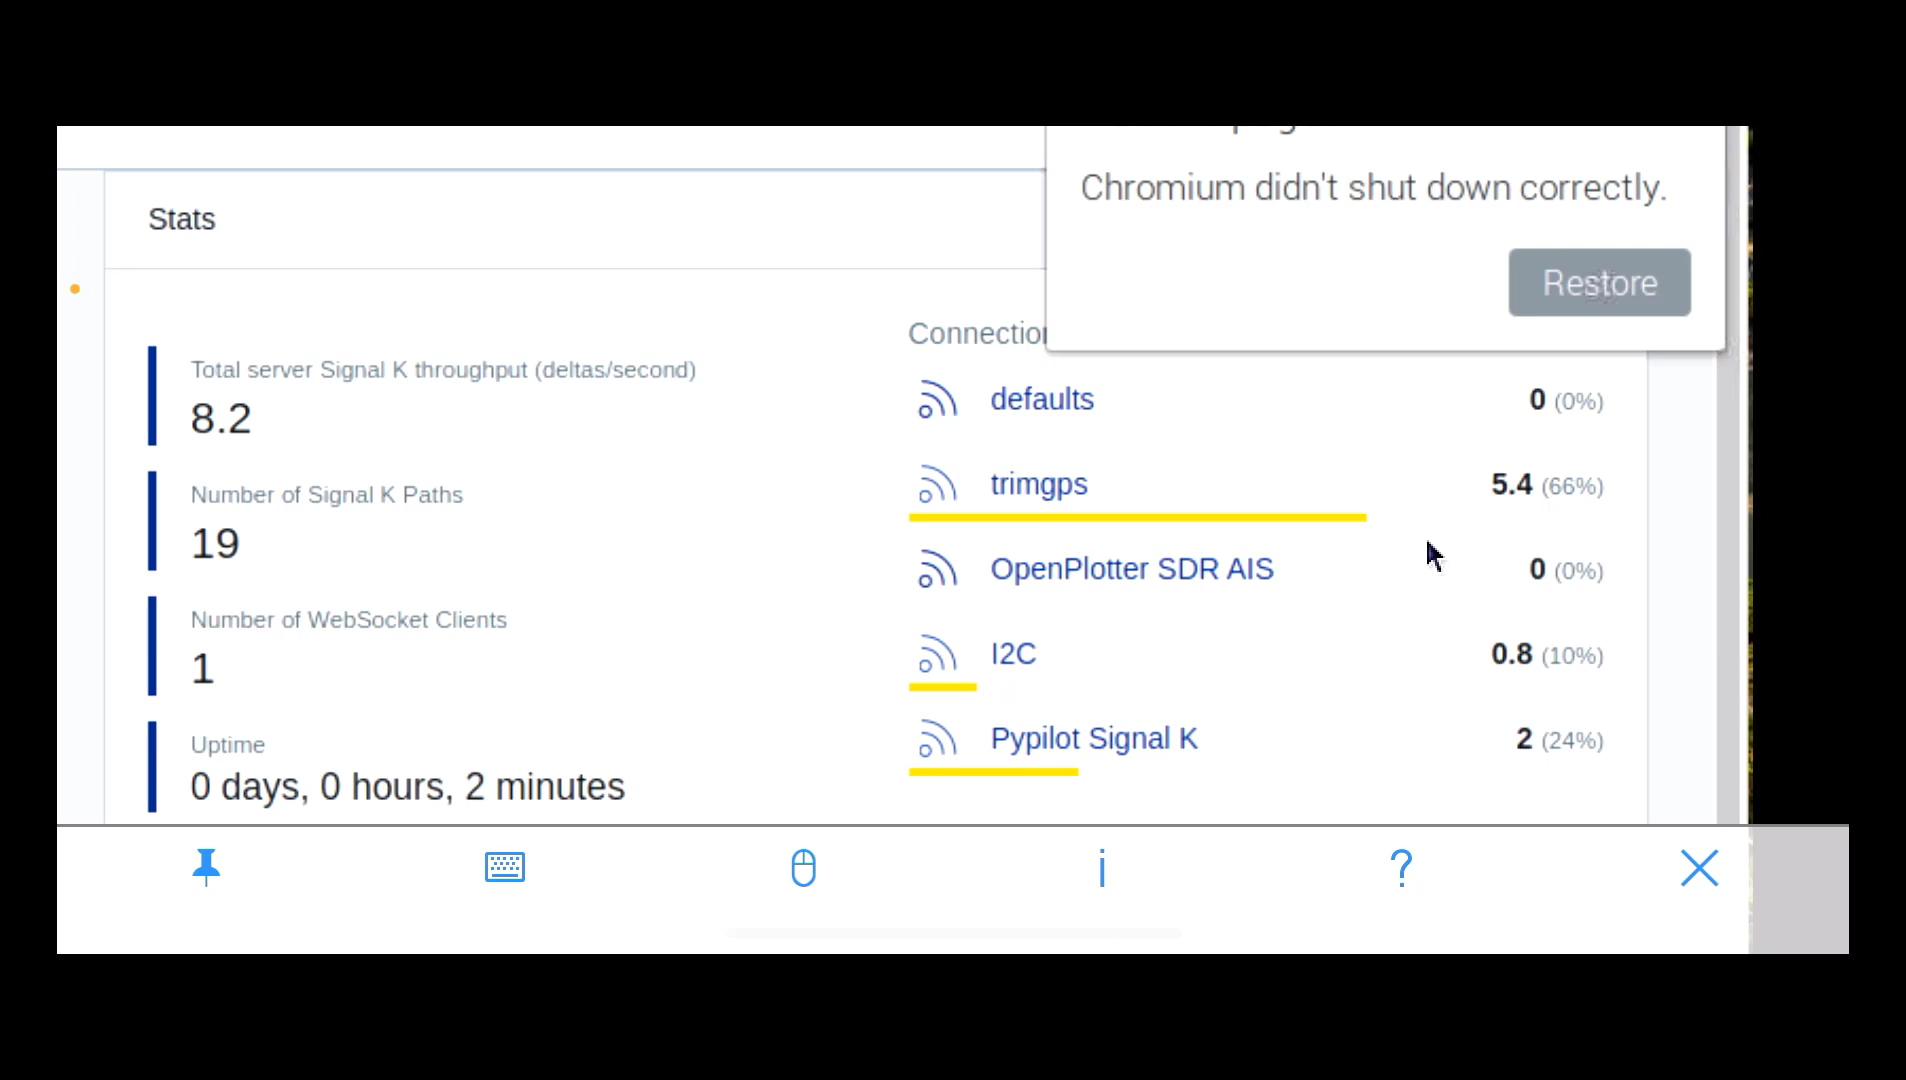 Chromium didn't shut down correctly.
Restore
Stats
Total server Signal K throughput (deltas/second)
8.2
Number of Signal K Paths
19
Number of WebSocket Clients
1
Uptime
0 days, 0 hours, 2 minutes
defaults 0 (0%)
trimgps 5.4 (66%)
OpenPlotter SDR AIS 0 (0%)
I2C 0.8 (10%)
Pypilot Signal K 2 (24%)